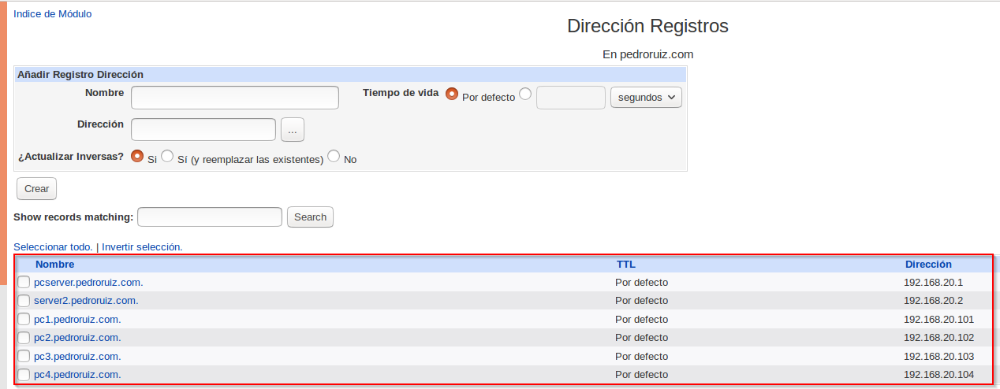 Indice de Módulo
Dirección Registros
En pedroruiz.com
Añadir Registro Dirección
Nombre Tiempo de vida Por defecto segundos
Dirección ...
¿Actualizar Inversas? Si Sí (y reemplazar las existentes) No
Crear
Show records matching: Search
Seleccionar todo. | Invertir selección.
Nombre TTL Dirección
pcserver.pedroruiz.com. Por defecto 192.168.20.1
server2.pedroruiz.com. Por defecto 192.168.20.2
pc1.pedroruiz.com. Por defecto 192.168.20.101
pc2.pedroruiz.com. Por defecto 192.168.20.102
pc3.pedroruiz.com. Por defecto 192.168.20.103
pc4.pedroruiz.com. Por defecto 192.168.20.104